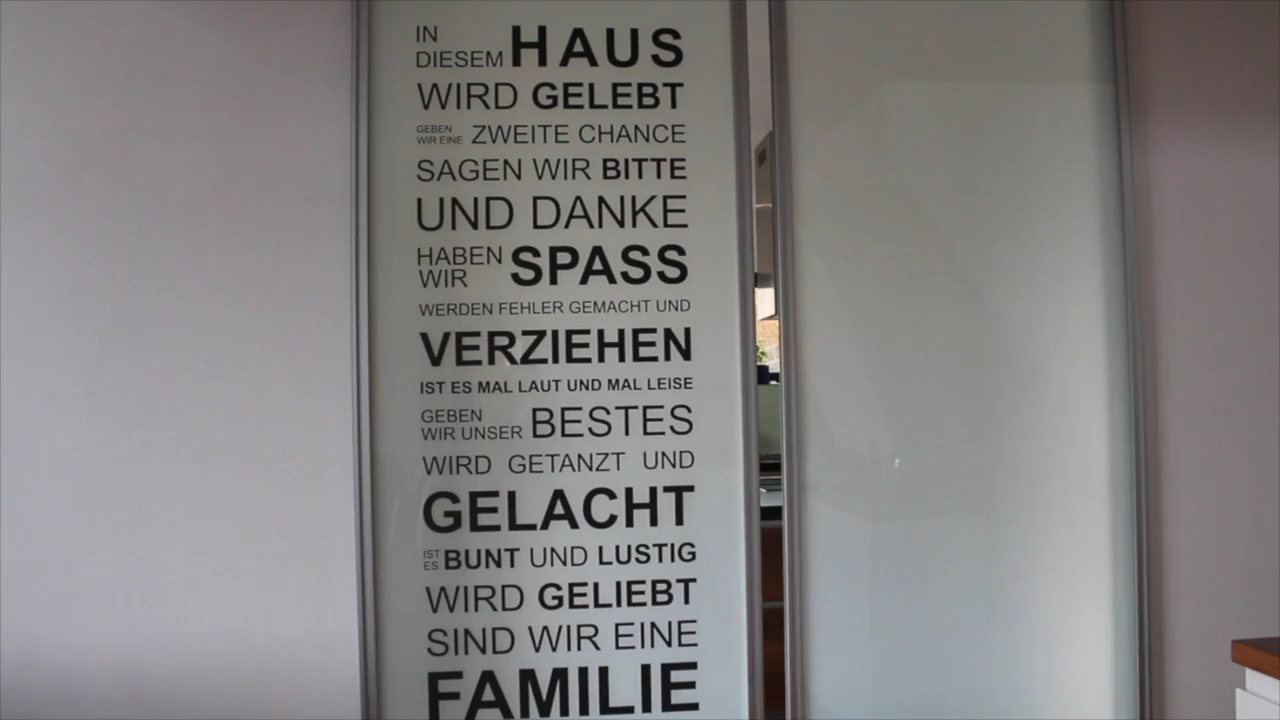 IN
DIESEM HAUS
WIRD GELEBT
GEBEN
WIR EINE ZWEITE CHANCE
SAGEN WIR BITTE
UND DANKE
HABEN
WIR SPASS
WERDEN FEHLER GEMACHT UND
VERZIEHEN
IST ES MAL LAUT UND MAL LEISE
GEBEN
WIR UNSER BESTES
WIRD GETANZT UND
GELACHT
IST
ES BUNT UND LUSTIG
WIRD GELIEBT
SIND WIR EINE
FAMILIE